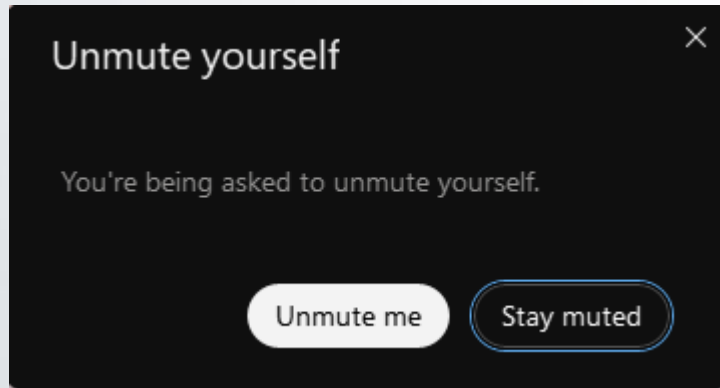 Unmute yourself
You're being asked to unmute yourself.
Unmute me
Stay muted